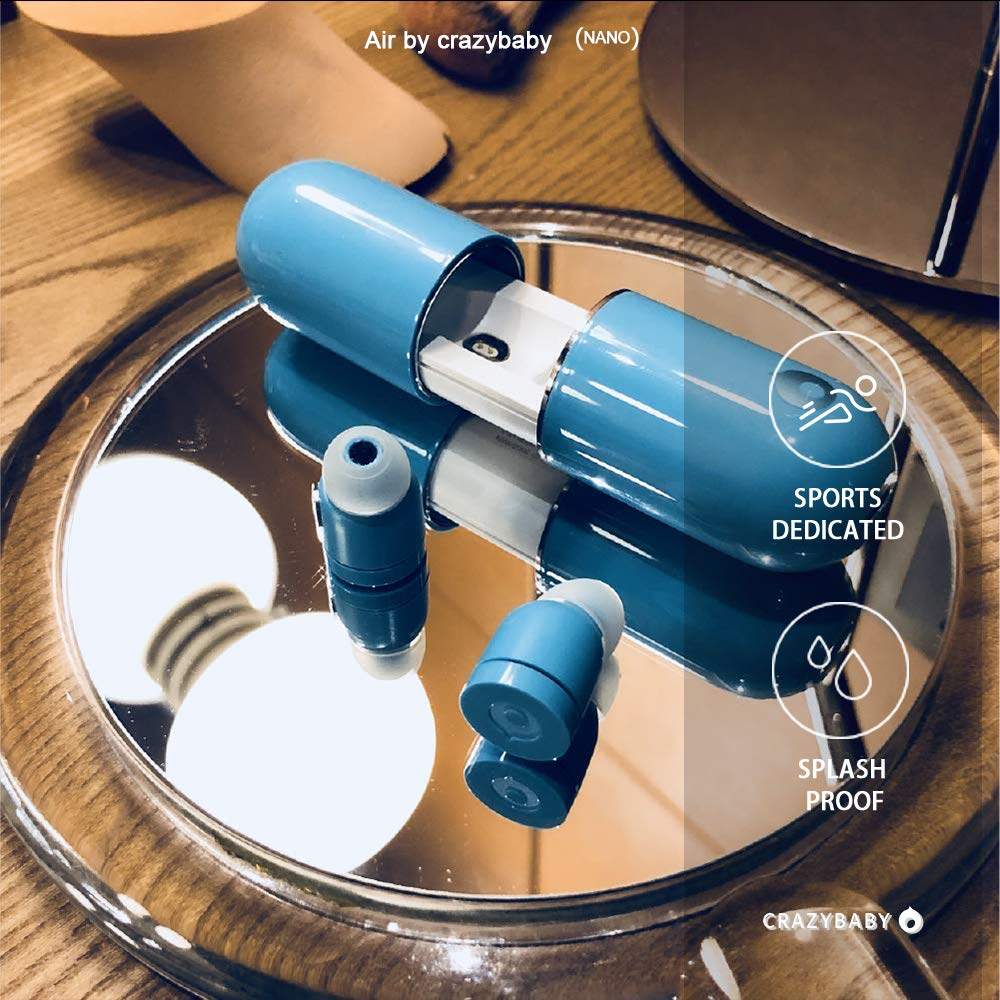 Air by crazybaby (NANO)
SPORTS
DEDICATED
SPLASH
PROOF
CRAZYBABY